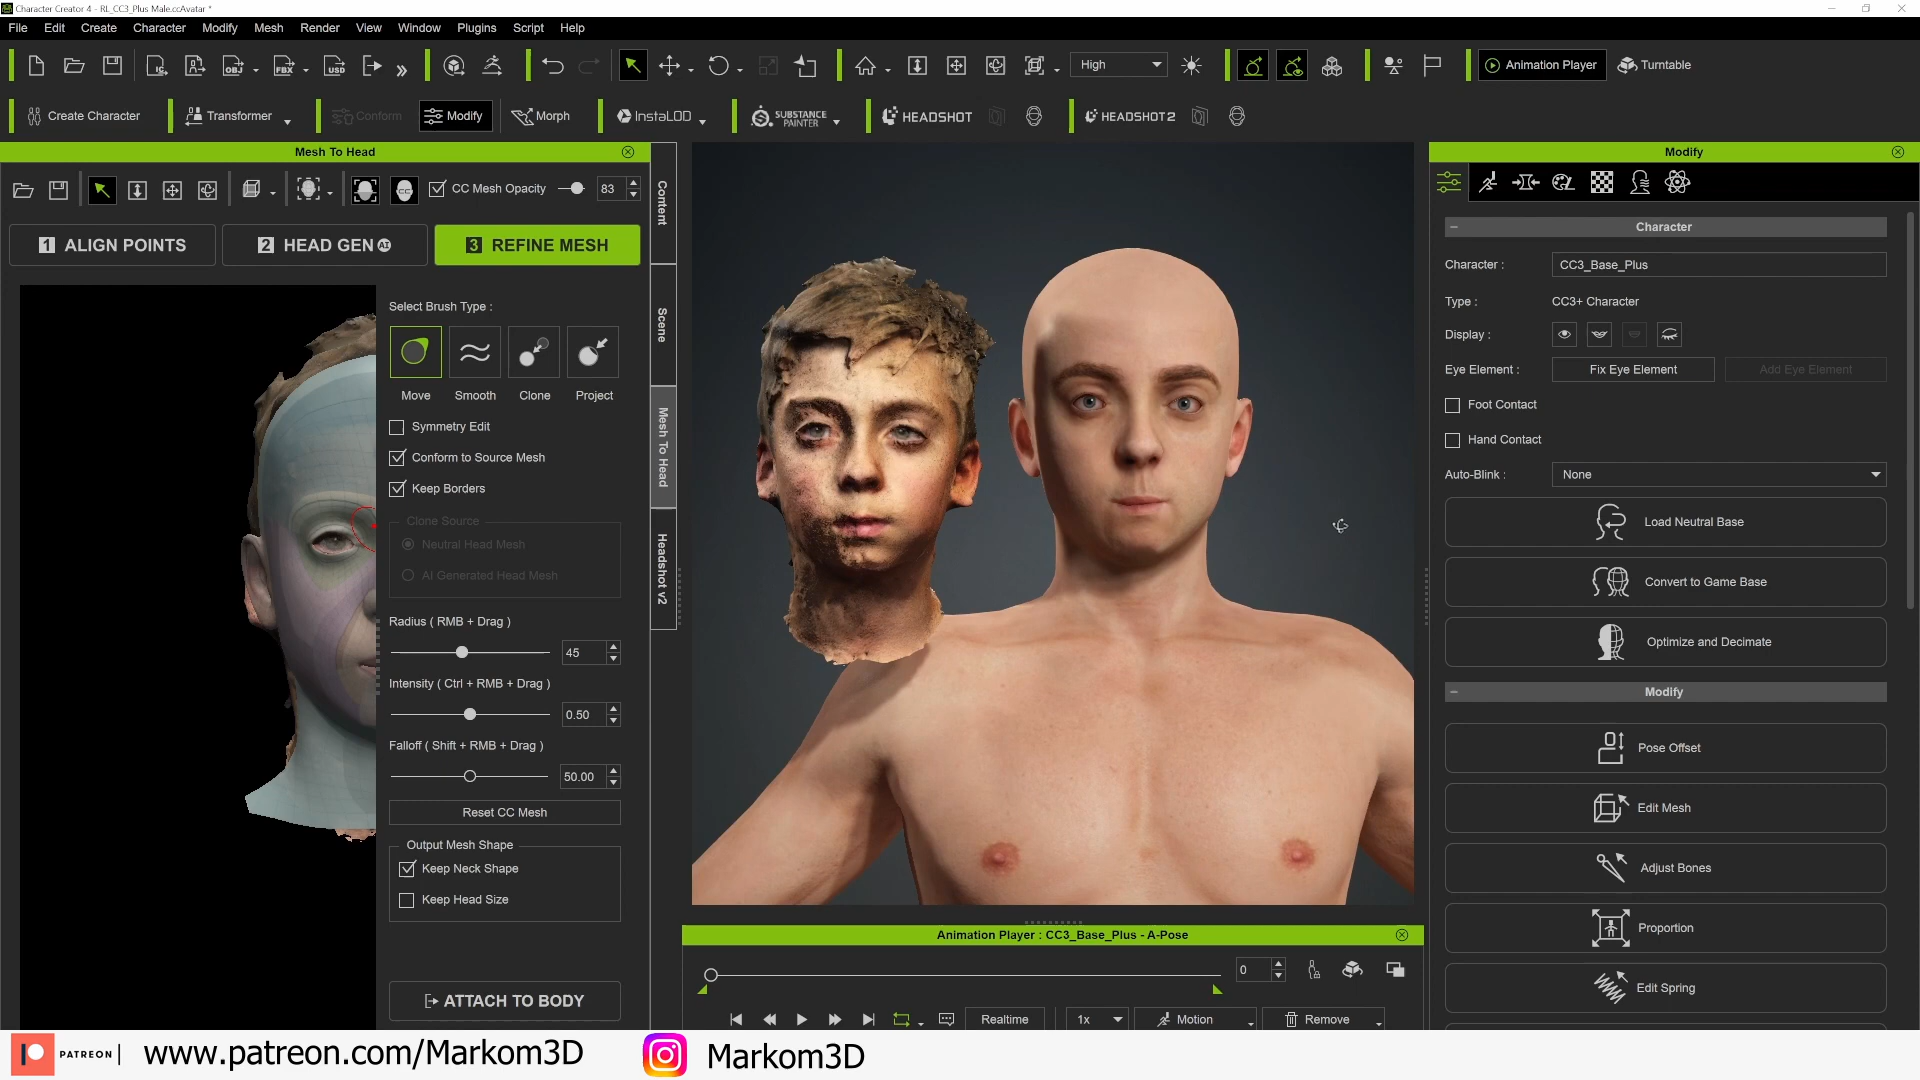 Character Creator 4 - RL_CC3_Plus Male.ccAvatar *
File Edit Create Character Modify Mesh Render View Window Plugins Script Help
High Animation Player Turntable
Create Character Transformer Conform Modify Morph InstaLOD SUBSTANCE PAINTER HEADSHOT HEADSHOT 2
Mesh To Head
CC CC Mesh Opacity 83
1 ALIGN POINTS 2 HEAD GEN AI 3 REFINE MESH
Select Brush Type :
Move Smooth Clone Project
Symmetry Edit
Conform to Source Mesh
Keep Borders
Clone Source
Neutral Head Mesh
AI Generated Head Mesh
Radius ( RMB + Drag )
45
Intensity ( Ctrl + RMB + Drag )
0.50
Falloff ( Shift + RMB + Drag )
50.00
Reset CC Mesh
Output Mesh Shape
Keep Neck Shape
Keep Head Size
ATTACH TO BODY
Content
Scene
Mesh To Head
Headshot v2
Animation Player : CC3_Base_Plus - A-Pose
0
Realtime 1x Motion Remove
Modify
Character
Character : CC3_Base_Plus
Type : CC3+ Character
Display :
Eye Element : Fix Eye Element Add Eye Element
Foot Contact
Hand Contact
Auto-Blink : None
Load Neutral Base
Convert to Game Base
Optimize and Decimate
Modify
Pose Offset
Edit Mesh
Adjust Bones
Proportion
Edit Spring
PATREON | www.patreon.com/Markom3D Markom3D